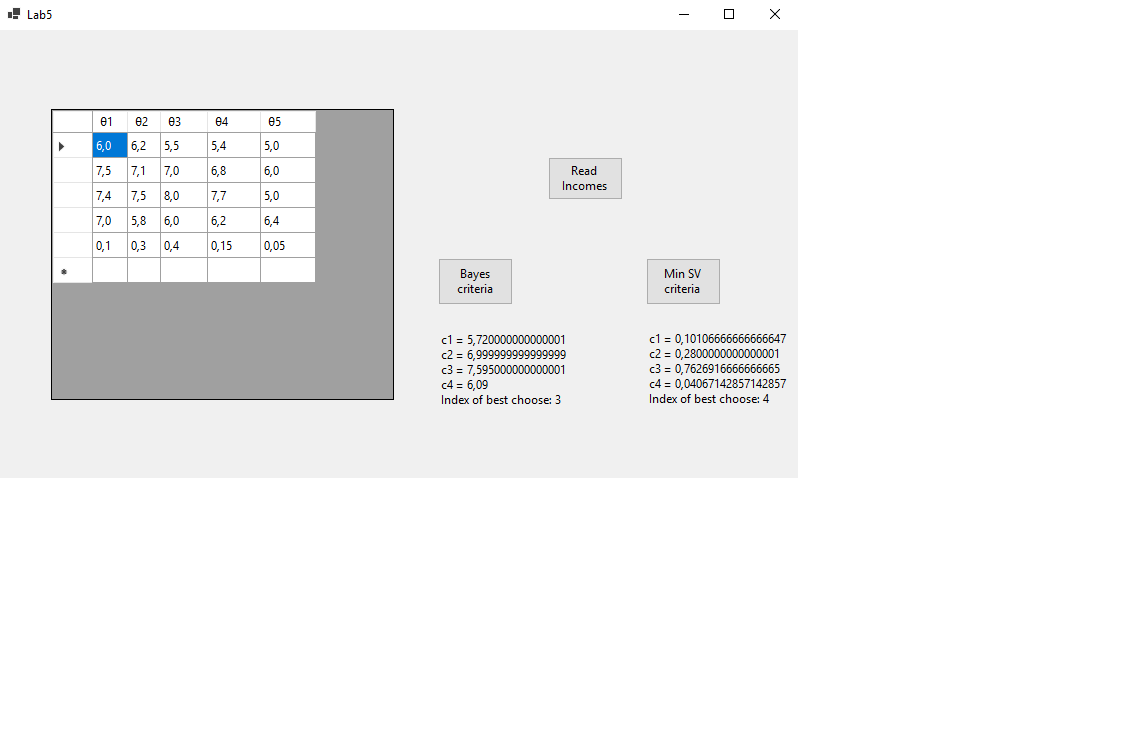 Lab5
θ1 θ2 θ3 θ4 θ5
6,0 6,2 5,5 5,4 5,0
7,5 7,1 7,0 6,8 6,0
7,4 7,5 8,0 7,7 5,0
7,0 5,8 6,0 6,2 6,4
0,1 0,3 0,4 0,15 0,05
Read
Incomes
Bayes
criteria
Min SV
criteria
c1 = 5,720000000000001
c2 = 6,999999999999999
c3 = 7,595000000000001
c4 = 6,09
Index of best choose: 3
c1 = 0,10106666666666647
c2 = 0,2800000000000001
c3 = 0,7626916666666665
c4 = 0,04067142857142857
Index of best choose: 4